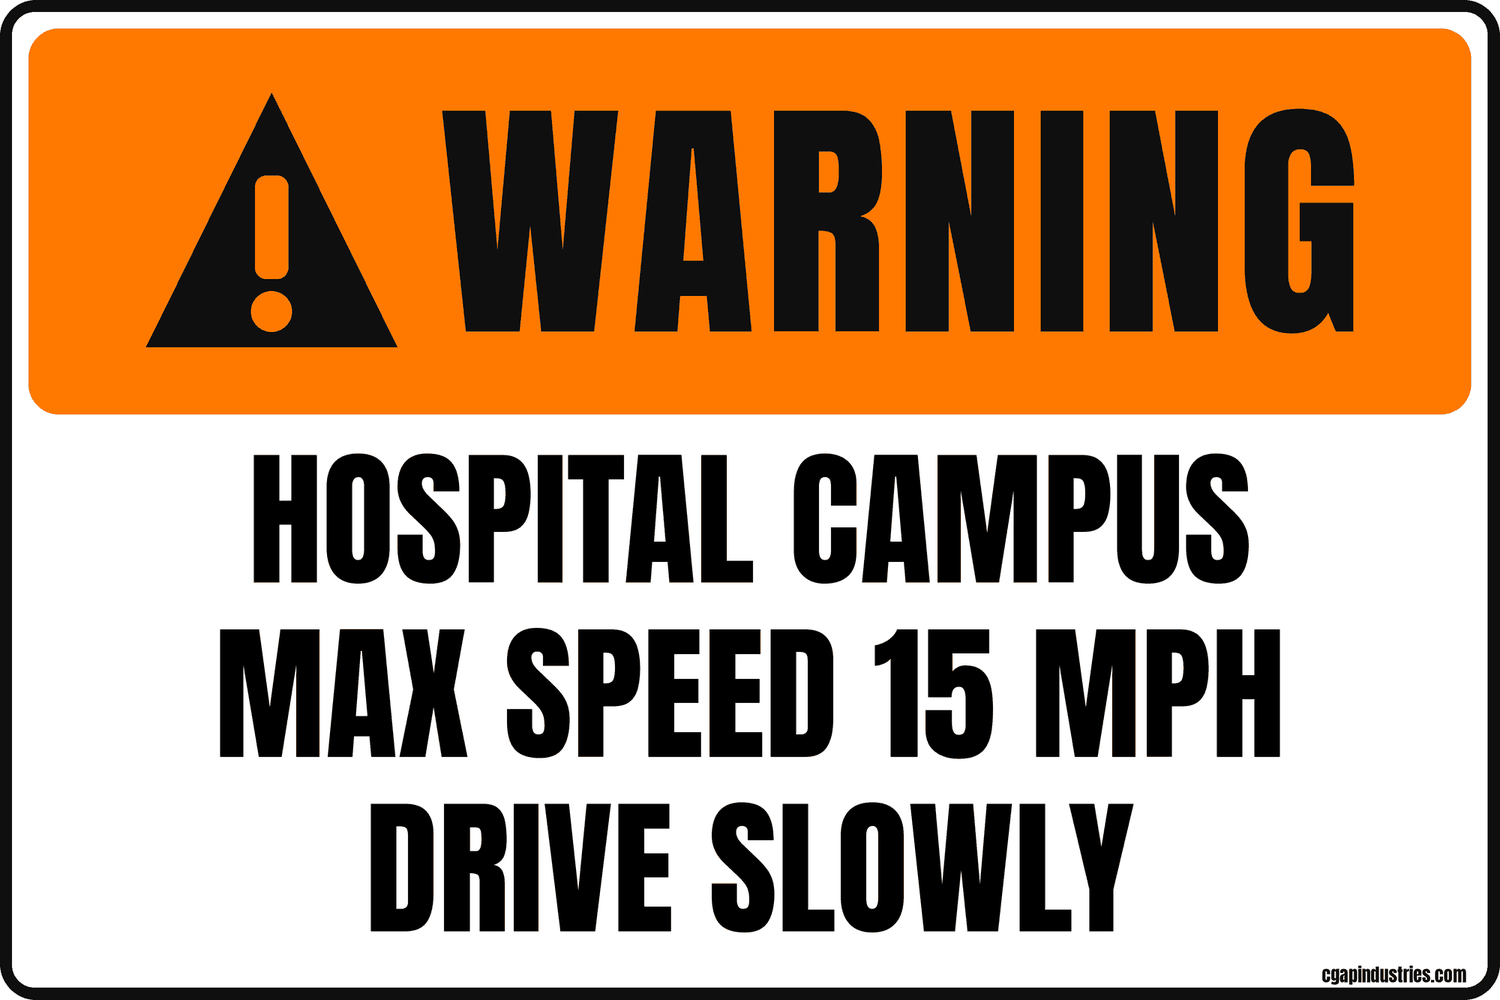 WARNING
HOSPITAL CAMPUS
MAX SPEED 15 MPH
DRIVE SLOWLY
cgapindustries.com